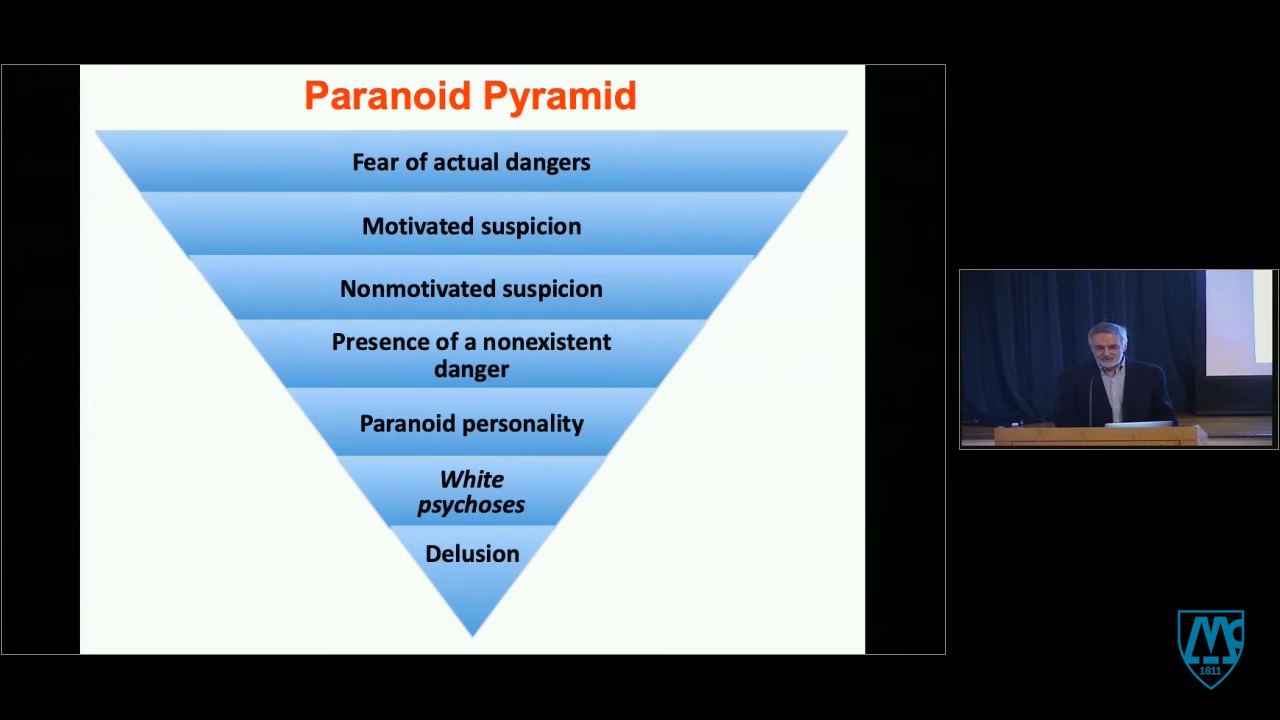 Paranoid Pyramid
Fear of actual dangers
Motivated suspicion
Nonmotivated suspicion
Presence of a nonexistent
danger
Paranoid personality
White
psychoses
Delusion
Mc
1811